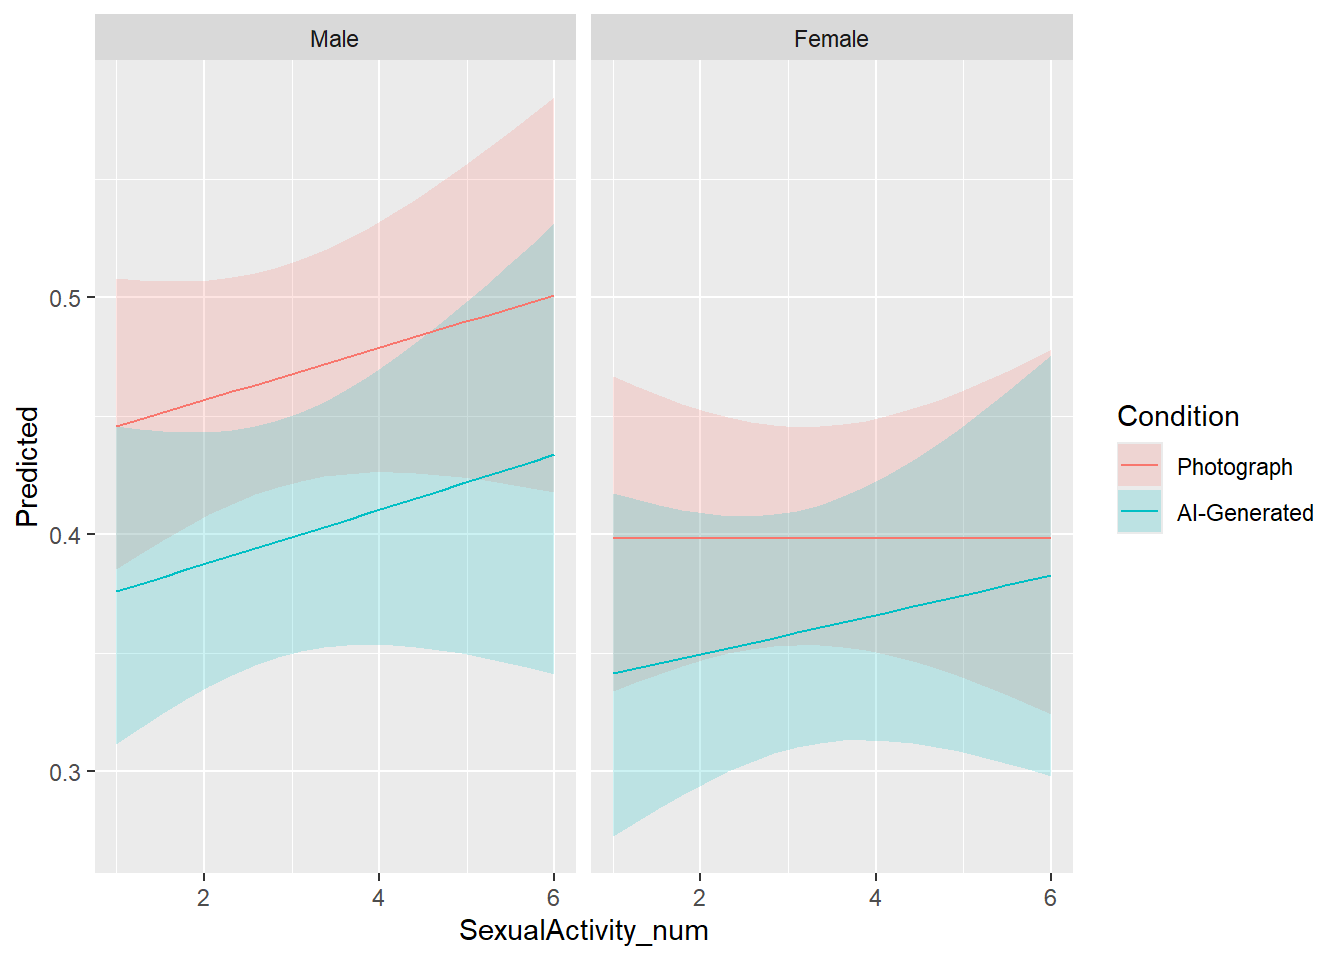 Male Female
0.5
0.4
0.3
Predicted
2 4 6 2 4 6
SexualActivity_num
Condition
Photograph
AI-Generated